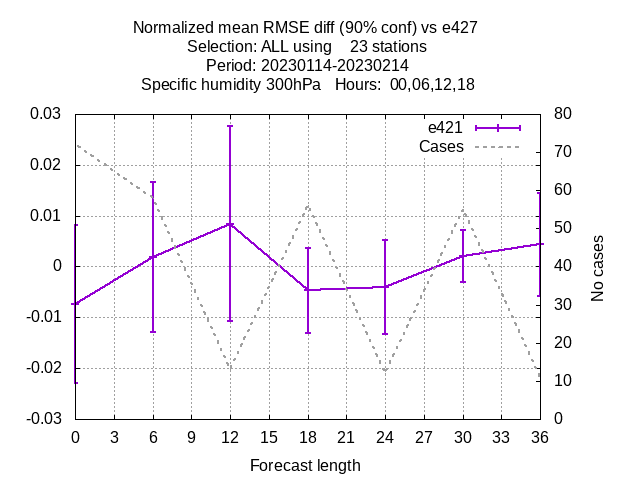 Normalized mean RMSE diff (90% conf) vs e427
Selection: ALL using    23 stations
Period: 20230114-20230214
Specific humidity 300hPa   Hours:  00,06,12,18
e421
Cases
0.03
0.02
0.01
0
-0.01
-0.02
-0.03
80
70
60
50
40
30
20
10
0
No cases
0 3 6 9 12 15 18 21 24 27 30 33 36
Forecast length